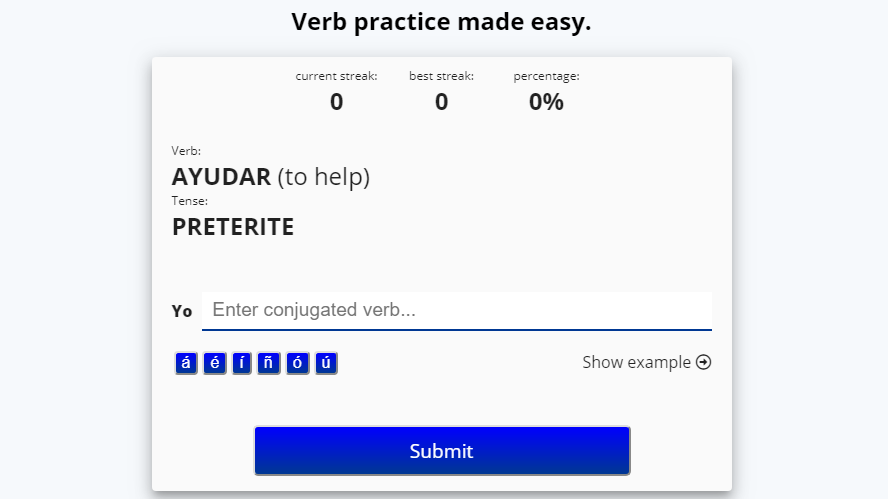 Verb practice made easy.
current streak: best streak: percentage:
0 0 0%
Verb:
AYUDAR (to help)
Tense:
PRETERITE
Yo Enter conjugated verb...
á é í ñ ó ú Show example
Submit